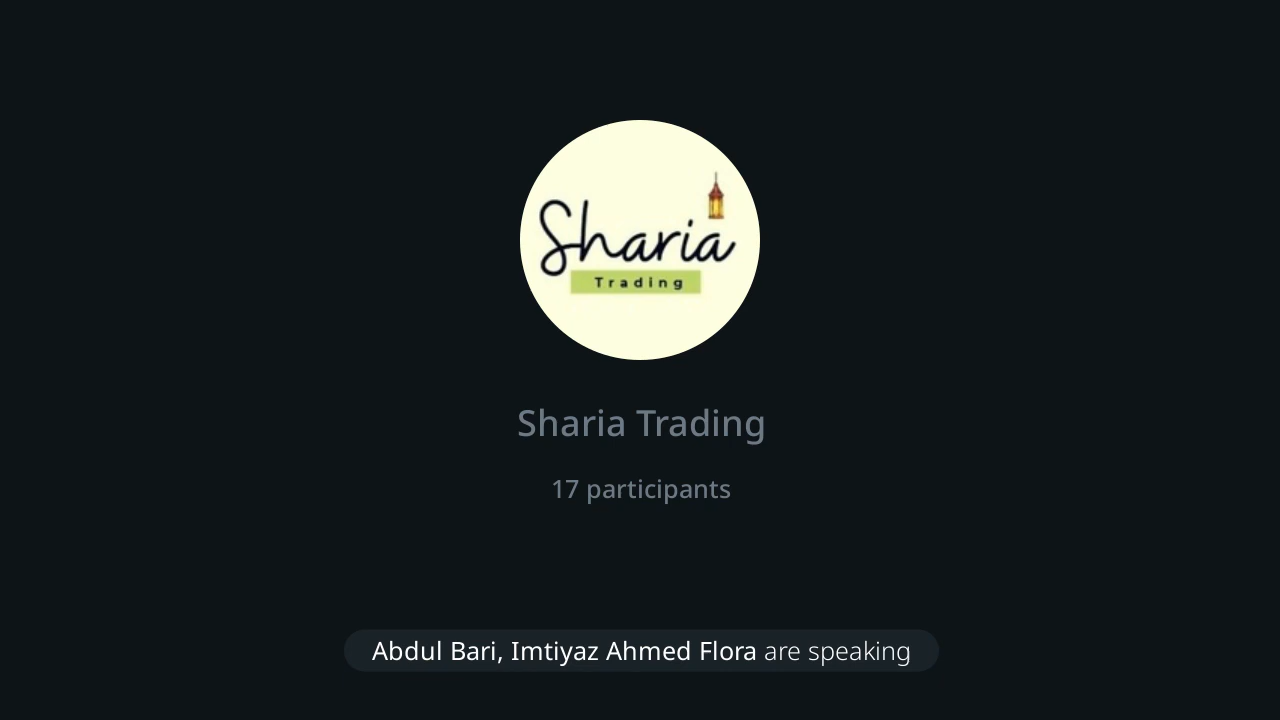 Sharia
Trading
Sharia Trading
17 participants
Abdul Bari, Imtiyaz Ahmed Flora are speaking